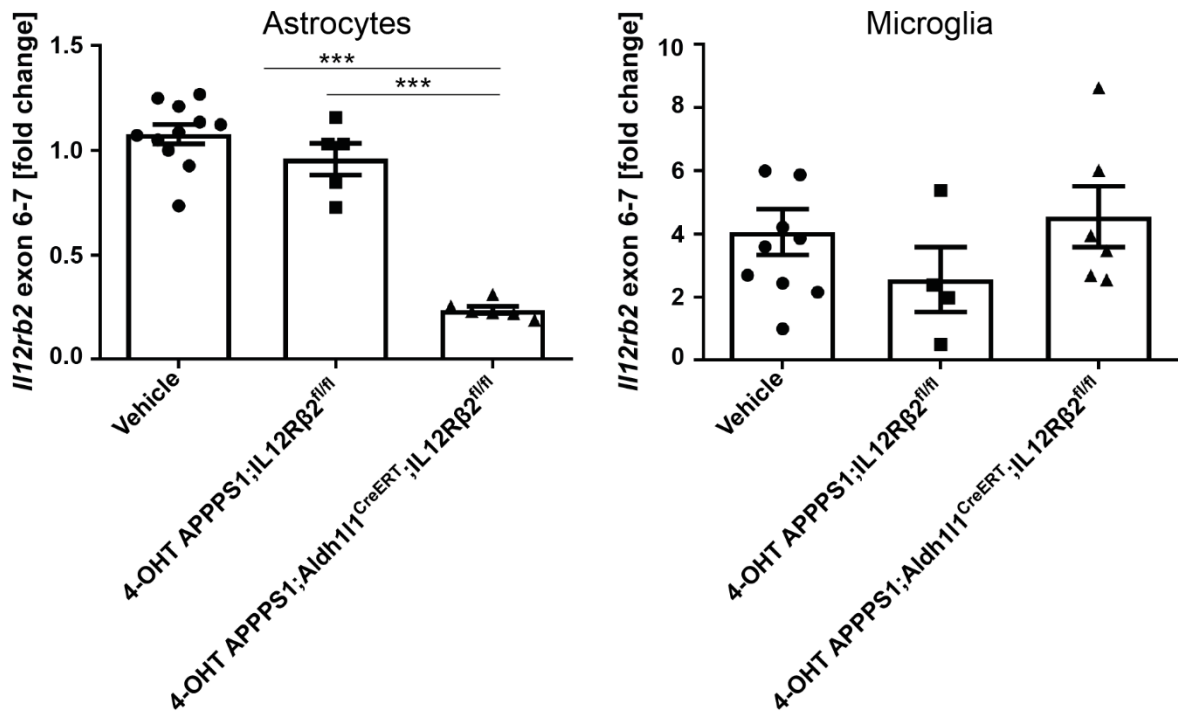 Astrocytes
Il12rb2 exon 6-7 [fold change]
1.5
1.0
0.5
0.0
***
***
Vehicle
4-OHT APPPS1;IL12Rβ2fl/fl
4-OHT APPPS1;Aldh1l1CreERT;IL12Rβ2fl/fl
Microglia
Il12rb2 exon 6-7 [fold change]
10
8
6
4
2
0
Vehicle
4-OHT APPPS1;IL12Rβ2fl/fl
4-OHT APPPS1;Aldh1l1CreERT;IL12Rβ2fl/fl